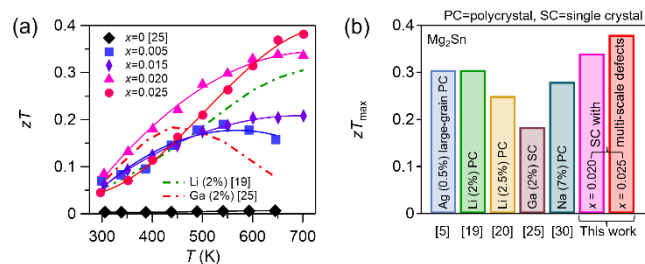 (a)
zT
0.4
0.3
0.2
0.1
0
x=0 [25]
x=0.005
x=0.015
x=0.020
x=0.025
Li (2%) [19]
Ga (2%) [25]
300 400 500 600 700
T (K)
(b)
PC=polycrystal, SC=single crystal
Mg2Sn
zTmax
0.4
0.3
0.2
0.1
0
Ag (0.5%) large-grain PC
Li (2%) PC
Li (2.5%) PC
Ga (2%) SC
Na (7%) PC
SC with
multi-scale defects
x = 0.020
x = 0.025
[5] [19] [20] [25] [30] This work